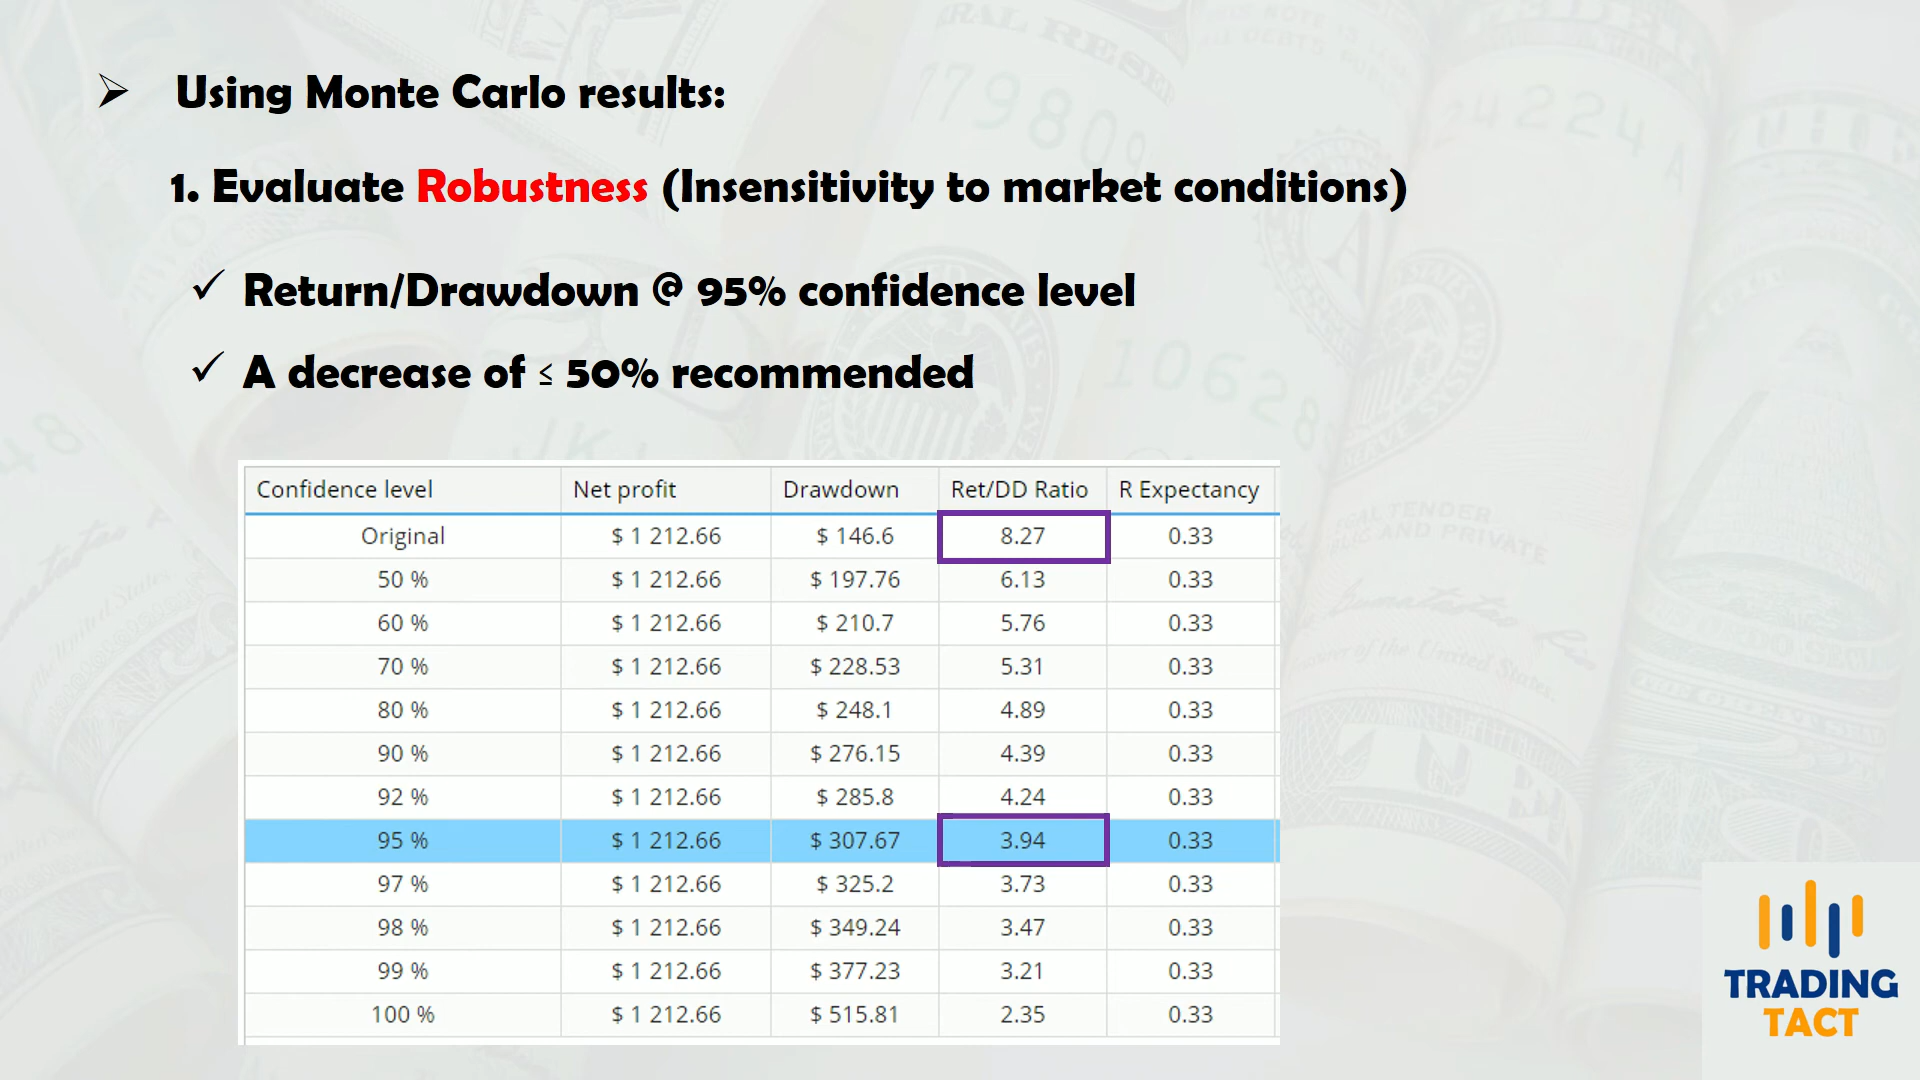 Using Monte Carlo results:
1. Evaluate Robustness (Insensitivity to market conditions)
Return/Drawdown @ 95% confidence level
A decrease of ≤ 50% recommended
Confidence level Net profit Drawdown Ret/DD Ratio R Expectancy
Original $ 1 212.66 $ 146.6 8.27 0.33
50 % $ 1 212.66 $ 197.76 6.13 0.33
60 % $ 1 212.66 $ 210.7 5.76 0.33
70 % $ 1 212.66 $ 228.53 5.31 0.33
80 % $ 1 212.66 $ 248.1 4.89 0.33
90 % $ 1 212.66 $ 276.15 4.39 0.33
92 % $ 1 212.66 $ 285.8 4.24 0.33
95 % $ 1 212.66 $ 307.67 3.94 0.33
97 % $ 1 212.66 $ 325.2 3.73 0.33
98 % $ 1 212.66 $ 349.24 3.47 0.33
99 % $ 1 212.66 $ 377.23 3.21 0.33
100 % $ 1 212.66 $ 515.81 2.35 0.33
TRADING
TACT